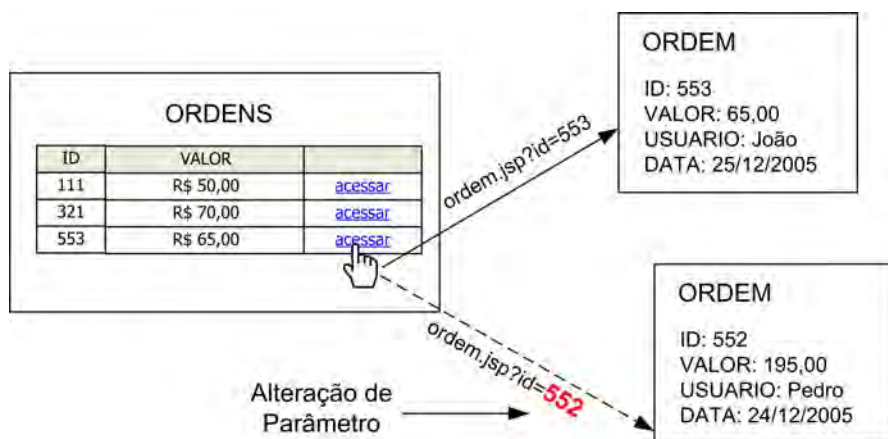 ORDENS
ID VALOR
111 R$ 50,00 acessar
321 R$ 70,00 acessar
553 R$ 65,00 acessar
ordem.jsp?id=553
ORDEM
ID: 553
VALOR: 65,00
USUARIO: João
DATA: 25/12/2005
ordem.jsp?id=552
Alteração de
Parâmetro
ORDEM
ID: 552
VALOR: 195,00
USUARIO: Pedro
DATA: 24/12/2005